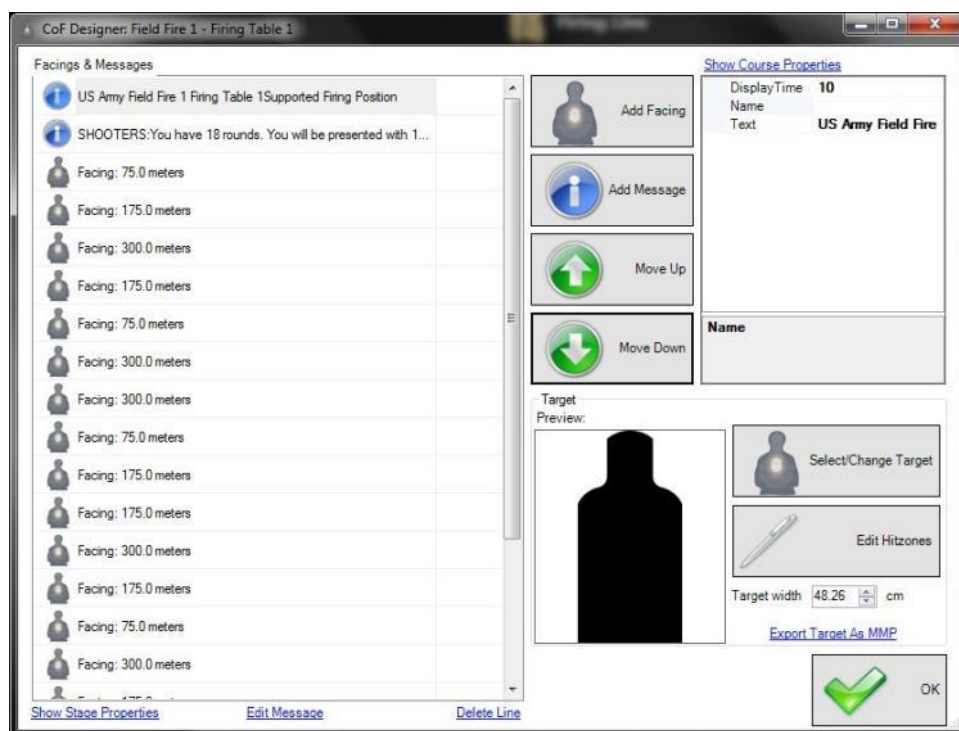 CoF Designer: Field Fire 1 - Firing Table 1
Firing Line
Facings & Messages
US Army Field Fire 1 Firing Table 1Supported Firing Position
SHOOTERS:You have 18 rounds. You will be presented with 1...
Facing: 75.0 meters
Facing: 175.0 meters
Facing: 300.0 meters
Facing: 175.0 meters
Facing: 75.0 meters
Facing: 300.0 meters
Facing: 300.0 meters
Facing: 75.0 meters
Facing: 175.0 meters
Facing: 175.0 meters
Facing: 300.0 meters
Facing: 175.0 meters
Facing: 75.0 meters
Facing: 300.0 meters
Show Stage Properties
Edit Message
Delete Line
Add Facing
Add Message
Move Up
Move Down
Show Course Properties
DisplayTime 10
Name
Text US Army Field Fire
Name
Target
Preview:
Select/Change Target
Edit Hitzones
Target width 48.26 cm
Export Target As MMP
OK